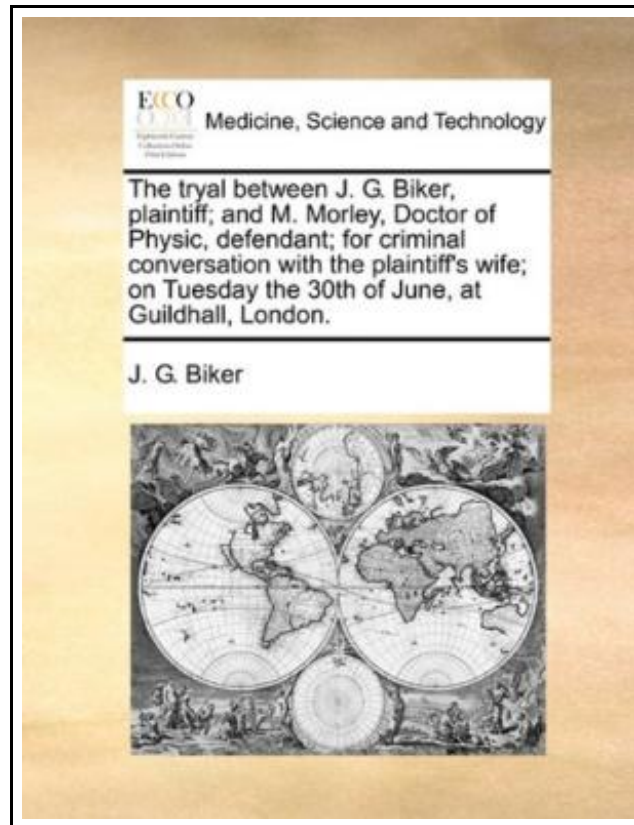 ECCO
Medicine, Science and Technology
The tryal between J. G. Biker,
plaintiff; and M. Morley, Doctor of
Physic, defendant; for criminal
conversation with the plaintiff's wife;
on Tuesday the 30th of June, at
Guildhall, London.
J. G. Biker